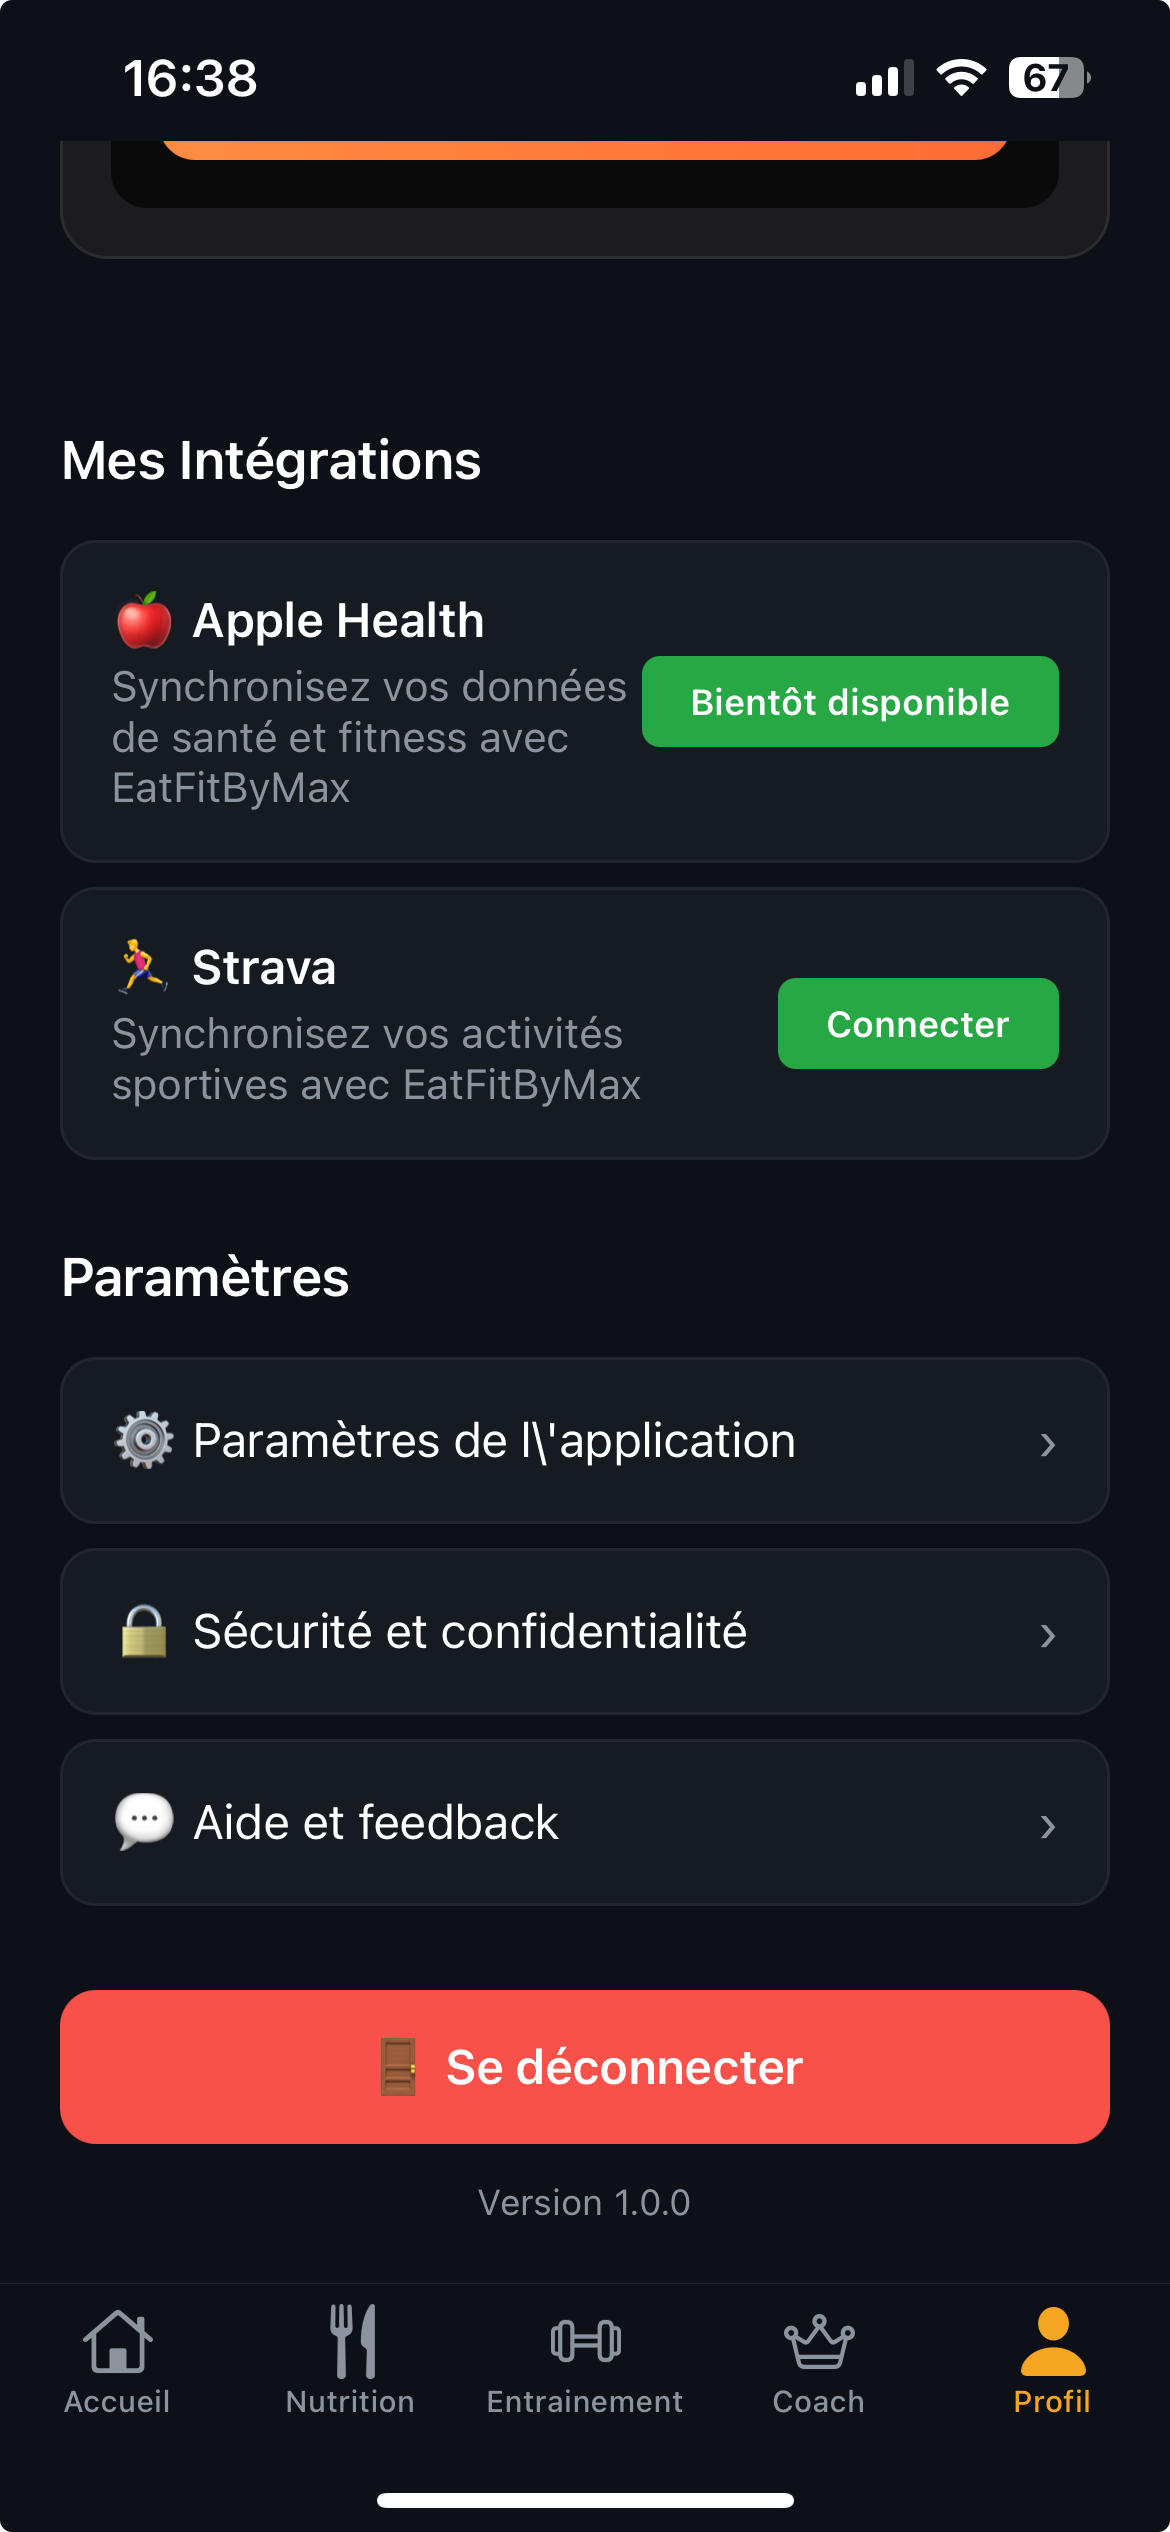 16:38
67
Mes Intégrations
🍎 Apple Health
Synchronisez vos données
de santé et fitness avec
EatFitByMax
Bientôt disponible
🏃 Strava
Synchronisez vos activités
sportives avec EatFitByMax
Connecter
Paramètres
⚙️ Paramètres de l\'application ›
🔒 Sécurité et confidentialité ›
💬 Aide et feedback ›
🚪 Se déconnecter
Version 1.0.0
Accueil
Nutrition
Entrainement
Coach
Profil